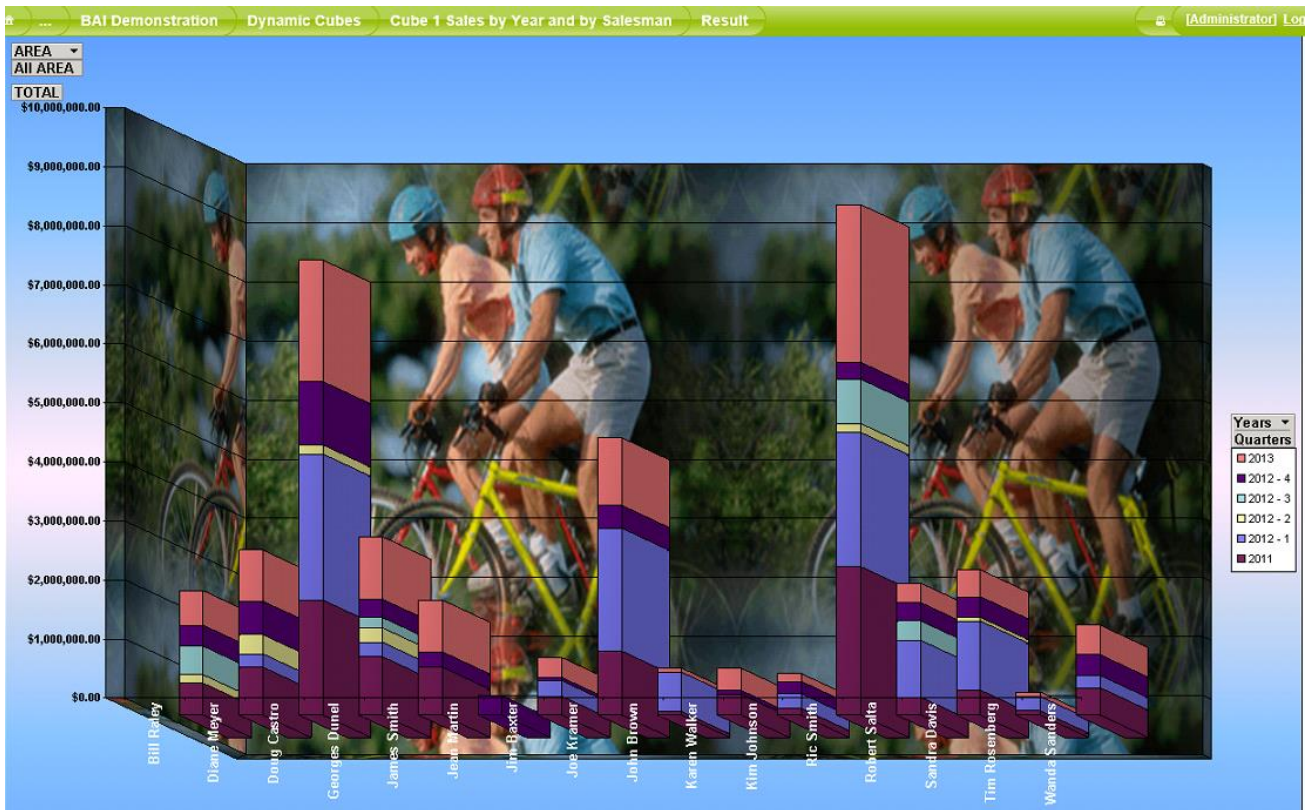 ... BAI Demonstration Dynamic Cubes Cube 1 Sales by Year and by Salesman Result [Administrator] Log
AREA
All AREA
TOTAL
$10,000,000.00
$9,000,000.00
$8,000,000.00
$7,000,000.00
$6,000,000.00
$5,000,000.00
$4,000,000.00
$3,000,000.00
$2,000,000.00
$1,000,000.00
$0.00
Bill Raley
Diane Meyer
Doug Castro
Georges Dunel
James Smith
Jean Martin
Jim Baxter
Joe Kramer
John Brown
Karen Walker
Kim Johnson
Ric Smith
Robert Salta
Sandra Davis
Tim Rosenberg
Wanda Sanders
Years
Quarters
2013
2012 - 4
2012 - 3
2012 - 2
2012 - 1
2011